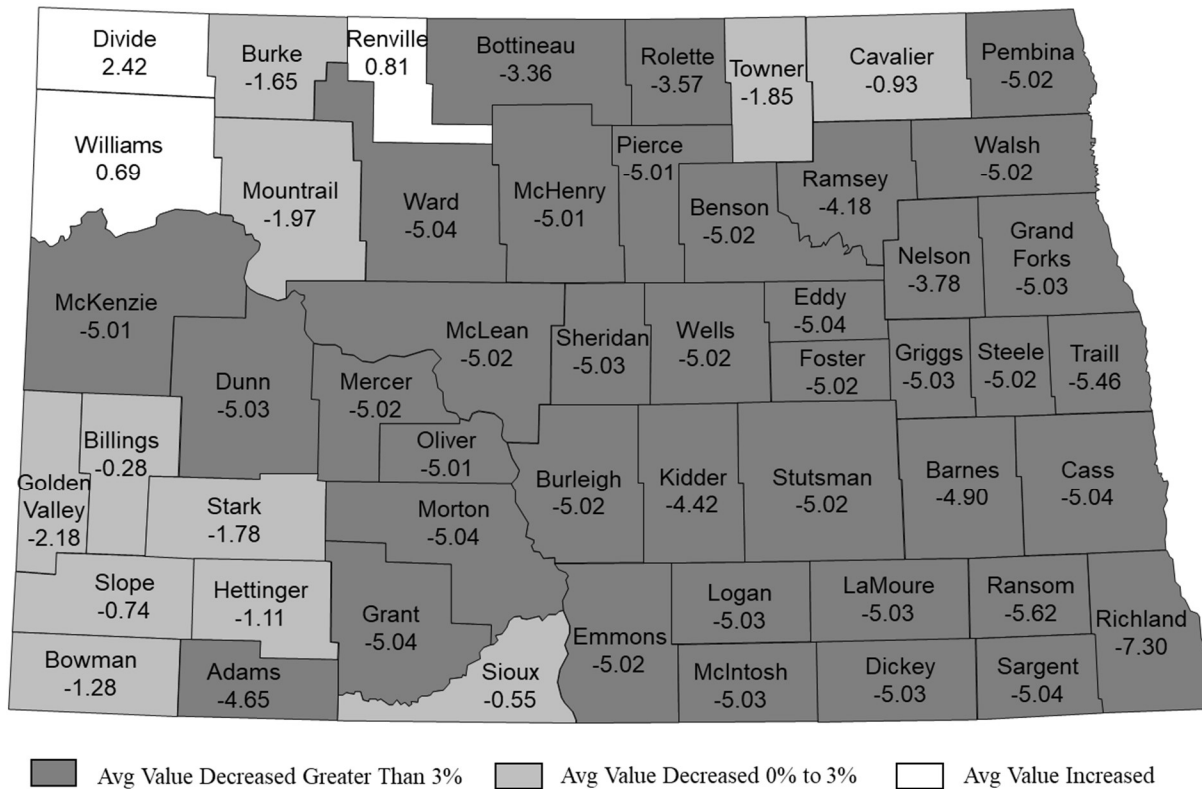 Divide
2.42
Burke
-1.65
Renville
0.81
Bottineau
-3.36
Rolette
-3.57
Towner
-1.85
Cavalier
-0.93
Pembina
-5.02
Williams
0.69
Mountrail
-1.97
Ward
-5.04
McHenry
-5.01
Pierce
-5.01
Benson
-5.02
Ramsey
-4.18
Walsh
-5.02
Nelson
-3.78
Grand
Forks
-5.03
McKenzie
-5.01
Dunn
-5.03
Mercer
-5.02
McLean
-5.02
Sheridan
-5.03
Wells
-5.02
Eddy
-5.04
Foster
-5.02
Griggs
-5.03
Steele
-5.02
Traill
-5.46
Golden
Valley
-2.18
Billings
-0.28
Stark
-1.78
Oliver
-5.01
Morton
-5.04
Burleigh
-5.02
Kidder
-4.42
Stutsman
-5.02
Barnes
-4.90
Cass
-5.04
Slope
-0.74
Hettinger
-1.11
Grant
-5.04
Emmons
-5.02
Logan
-5.03
LaMoure
-5.03
Ransom
-5.62
Richland
-7.30
Bowman
-1.28
Adams
-4.65
Sioux
-0.55
McIntosh
-5.03
Dickey
-5.03
Sargent
-5.04
Avg Value Decreased Greater Than 3%
Avg Value Decreased 0% to 3%
Avg Value Increased